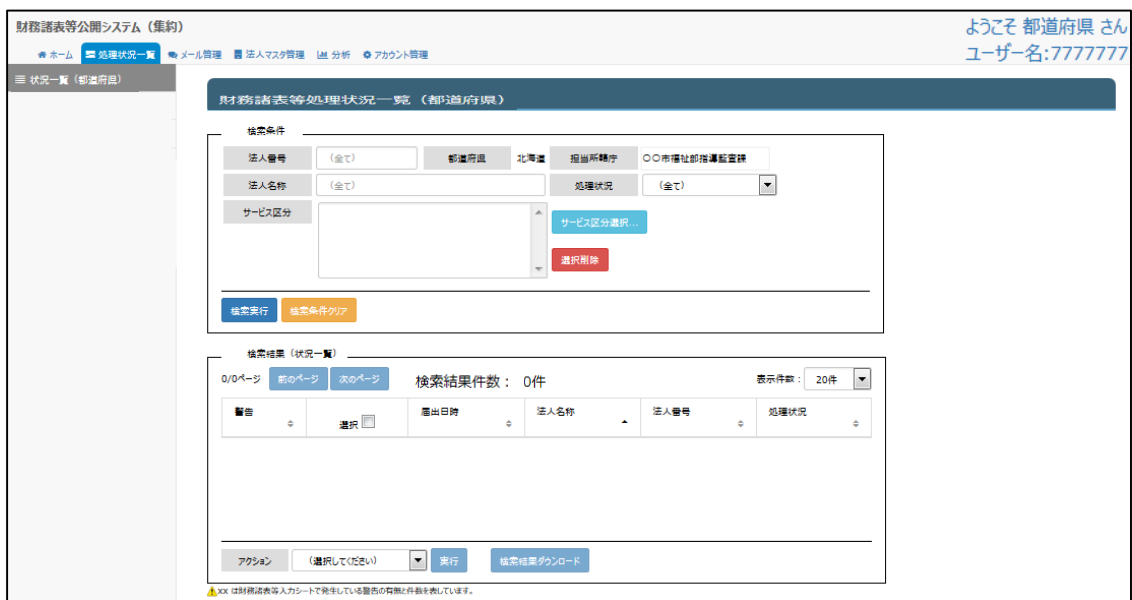 財務諸表等公開システム（集約）
ようこそ 都道府県 さん
ホーム 処理状況一覧 メール管理 法人マスタ管理 分析 アカウント管理
ユーザー名:7777777
状況一覧（都道府県）
財務諸表等処理状況一覧（都道府県）
検索条件
法人番号 （全て） 都道府県 北海道 担当所轄庁 〇〇市福祉部指導監査課
法人名称 （全て） 処理状況 （全て）
サービス区分
サービス区分選択...
選択削除
検索実行 検索条件クリア
検索結果（状況一覧）
0/0ページ 前のページ 次のページ 検索結果件数： 0件 表示件数： 20件
警告 選択 届出日時 法人名称 法人番号 処理状況
アクション （選択してください） 実行 検索結果ダウンロード
xx は財務諸表等入力シートで発生している警告の有無と件数を表しています。